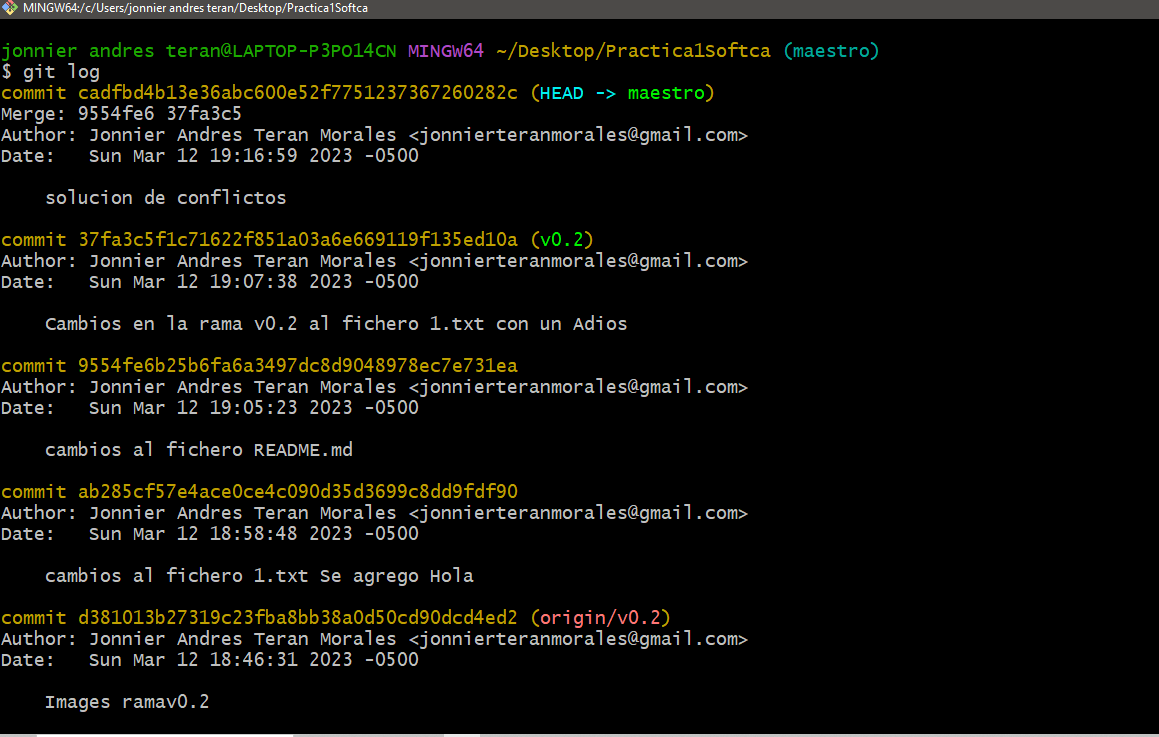 MINGW64:/c/Users/jonnier andres teran/Desktop/Practica1Softca
jonnier andres teran@LAPTOP-P3PO14CN MINGW64 ~/Desktop/Practica1Softca (maestro)
$ git log
commit cadfbd4b13e36abc600e52f7751237367260282c (HEAD -> maestro)
Merge: 9554fe6 37fa3c5
Author: Jonnier Andres Teran Morales <jonnierteranmorales@gmail.com>
Date:   Sun Mar 12 19:16:59 2023 -0500
    solucion de conflictos
commit 37fa3c5f1c71622f851a03a6e669119f135ed10a (v0.2)
Author: Jonnier Andres Teran Morales <jonnierteranmorales@gmail.com>
Date:   Sun Mar 12 19:07:38 2023 -0500
    Cambios en la rama v0.2 al fichero 1.txt con un Adios
commit 9554fe6b25b6fa6a3497dc8d9048978ec7e731ea
Author: Jonnier Andres Teran Morales <jonnierteranmorales@gmail.com>
Date:   Sun Mar 12 19:05:23 2023 -0500
    cambios al fichero README.md
commit ab285cf57e4ace0ce4c090d35d3699c8dd9fdf90
Author: Jonnier Andres Teran Morales <jonnierteranmorales@gmail.com>
Date:   Sun Mar 12 18:58:48 2023 -0500
    cambios al fichero 1.txt Se agrego Hola
commit d381013b27319c23fba8bb38a0d50cd90dcd4ed2 (origin/v0.2)
Author: Jonnier Andres Teran Morales <jonnierteranmorales@gmail.com>
Date:   Sun Mar 12 18:46:31 2023 -0500
    Images ramav0.2